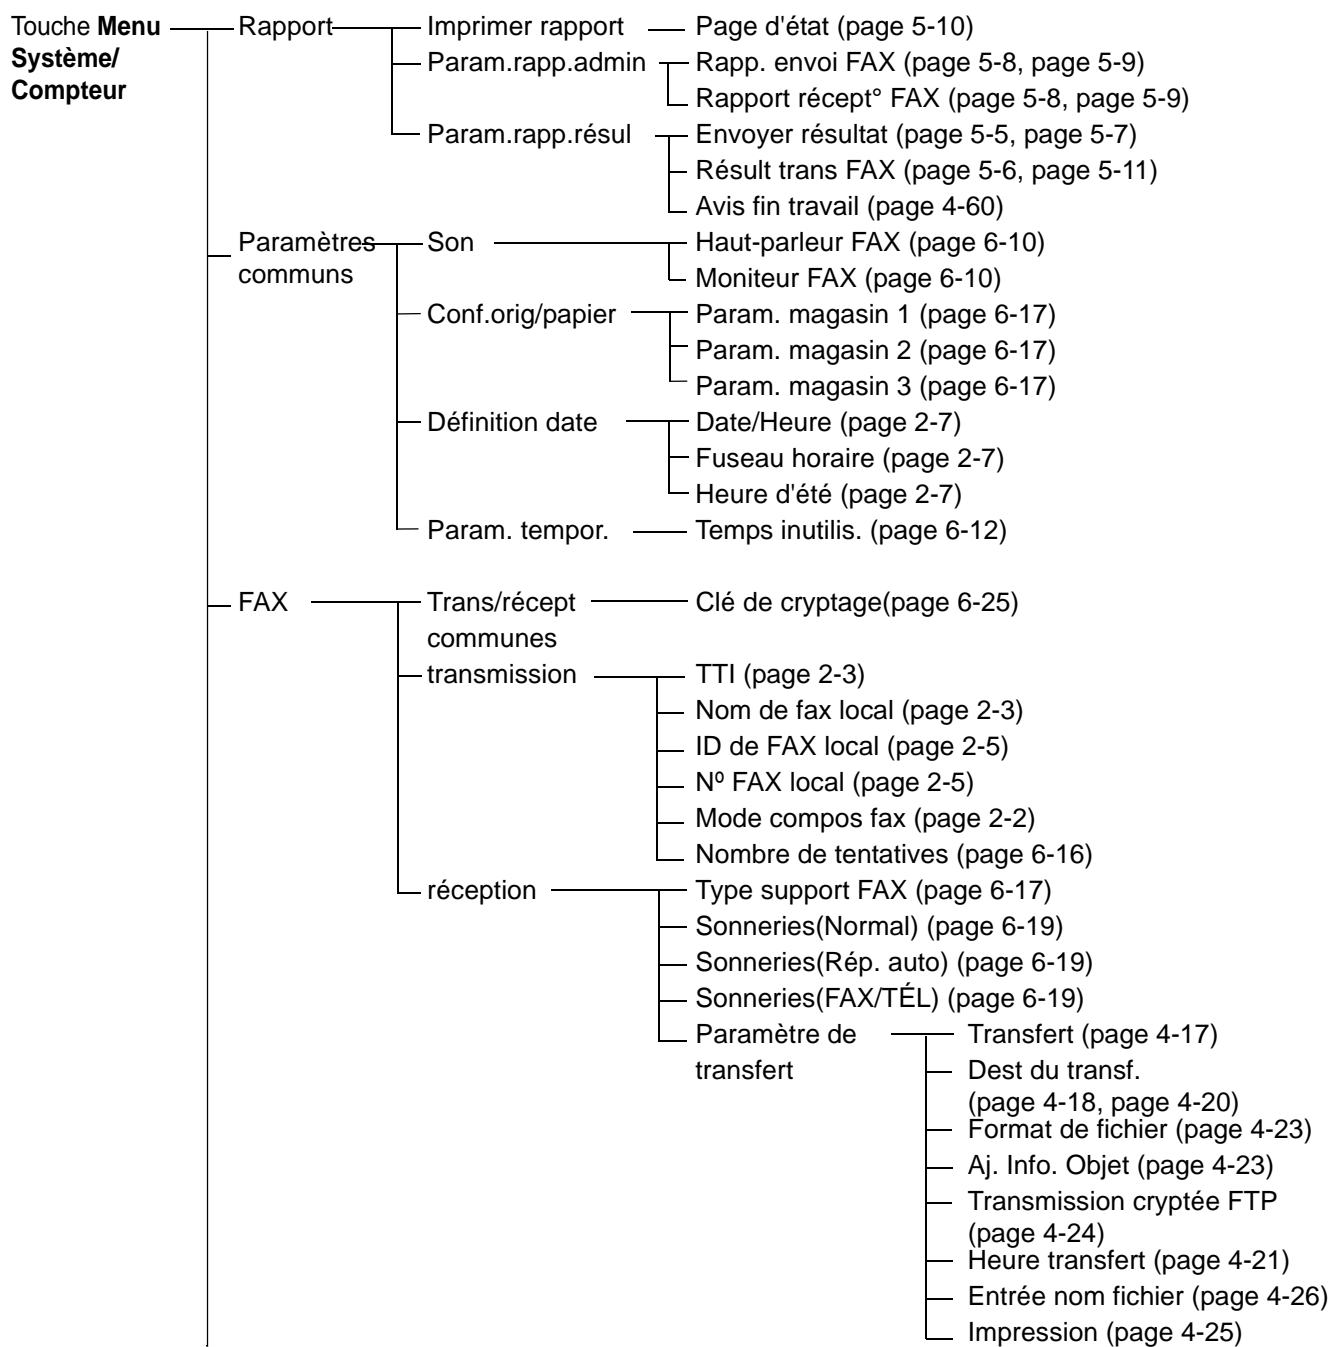 Touche Menu Système/ Compteur
Rapport
Imprimer rapport
Page d'état (page 5-10)
Param.rapp.admin
Rapp. envoi FAX (page 5-8, page 5-9)
Rapport récept° FAX (page 5-8, page 5-9)
Param.rapp.résul
Envoyer résultat (page 5-5, page 5-7)
Résult trans FAX (page 5-6, page 5-11)
Avis fin travail (page 4-60)
Paramètres
communs
Son
Haut-parleur FAX (page 6-10)
Moniteur FAX (page 6-10)
Conf.orig/papier
Param. magasin 1 (page 6-17)
Param. magasin 2 (page 6-17)
Param. magasin 3 (page 6-17)
Définition date
Date/Heure (page 2-7)
Fuseau horaire (page 2-7)
Heure d'été (page 2-7)
Param. tempor.
Temps inutilis. (page 6-12)
FAX
Trans/récept
communes
Clé de cryptage(page 6-25)
transmission
TTI (page 2-3)
Nom de fax local (page 2-3)
ID de FAX local (page 2-5)
Nº FAX local (page 2-5)
Mode compos fax (page 2-2)
Nombre de tentatives (page 6-16)
réception
Type support FAX (page 6-17)
Sonneries(Normal) (page 6-19)
Sonneries(Rép. auto) (page 6-19)
Sonneries(FAX/TÉL) (page 6-19)
Paramètre de
transfert
Transfert (page 4-17)
Dest du transf.
(page 4-18, page 4-20)
Format de fichier (page 4-23)
Aj. Info. Objet (page 4-23)
Transmission cryptée FTP
(page 4-24)
Heure transfert (page 4-21)
Entrée nom fichier (page 4-26)
Impression (page 4-25)